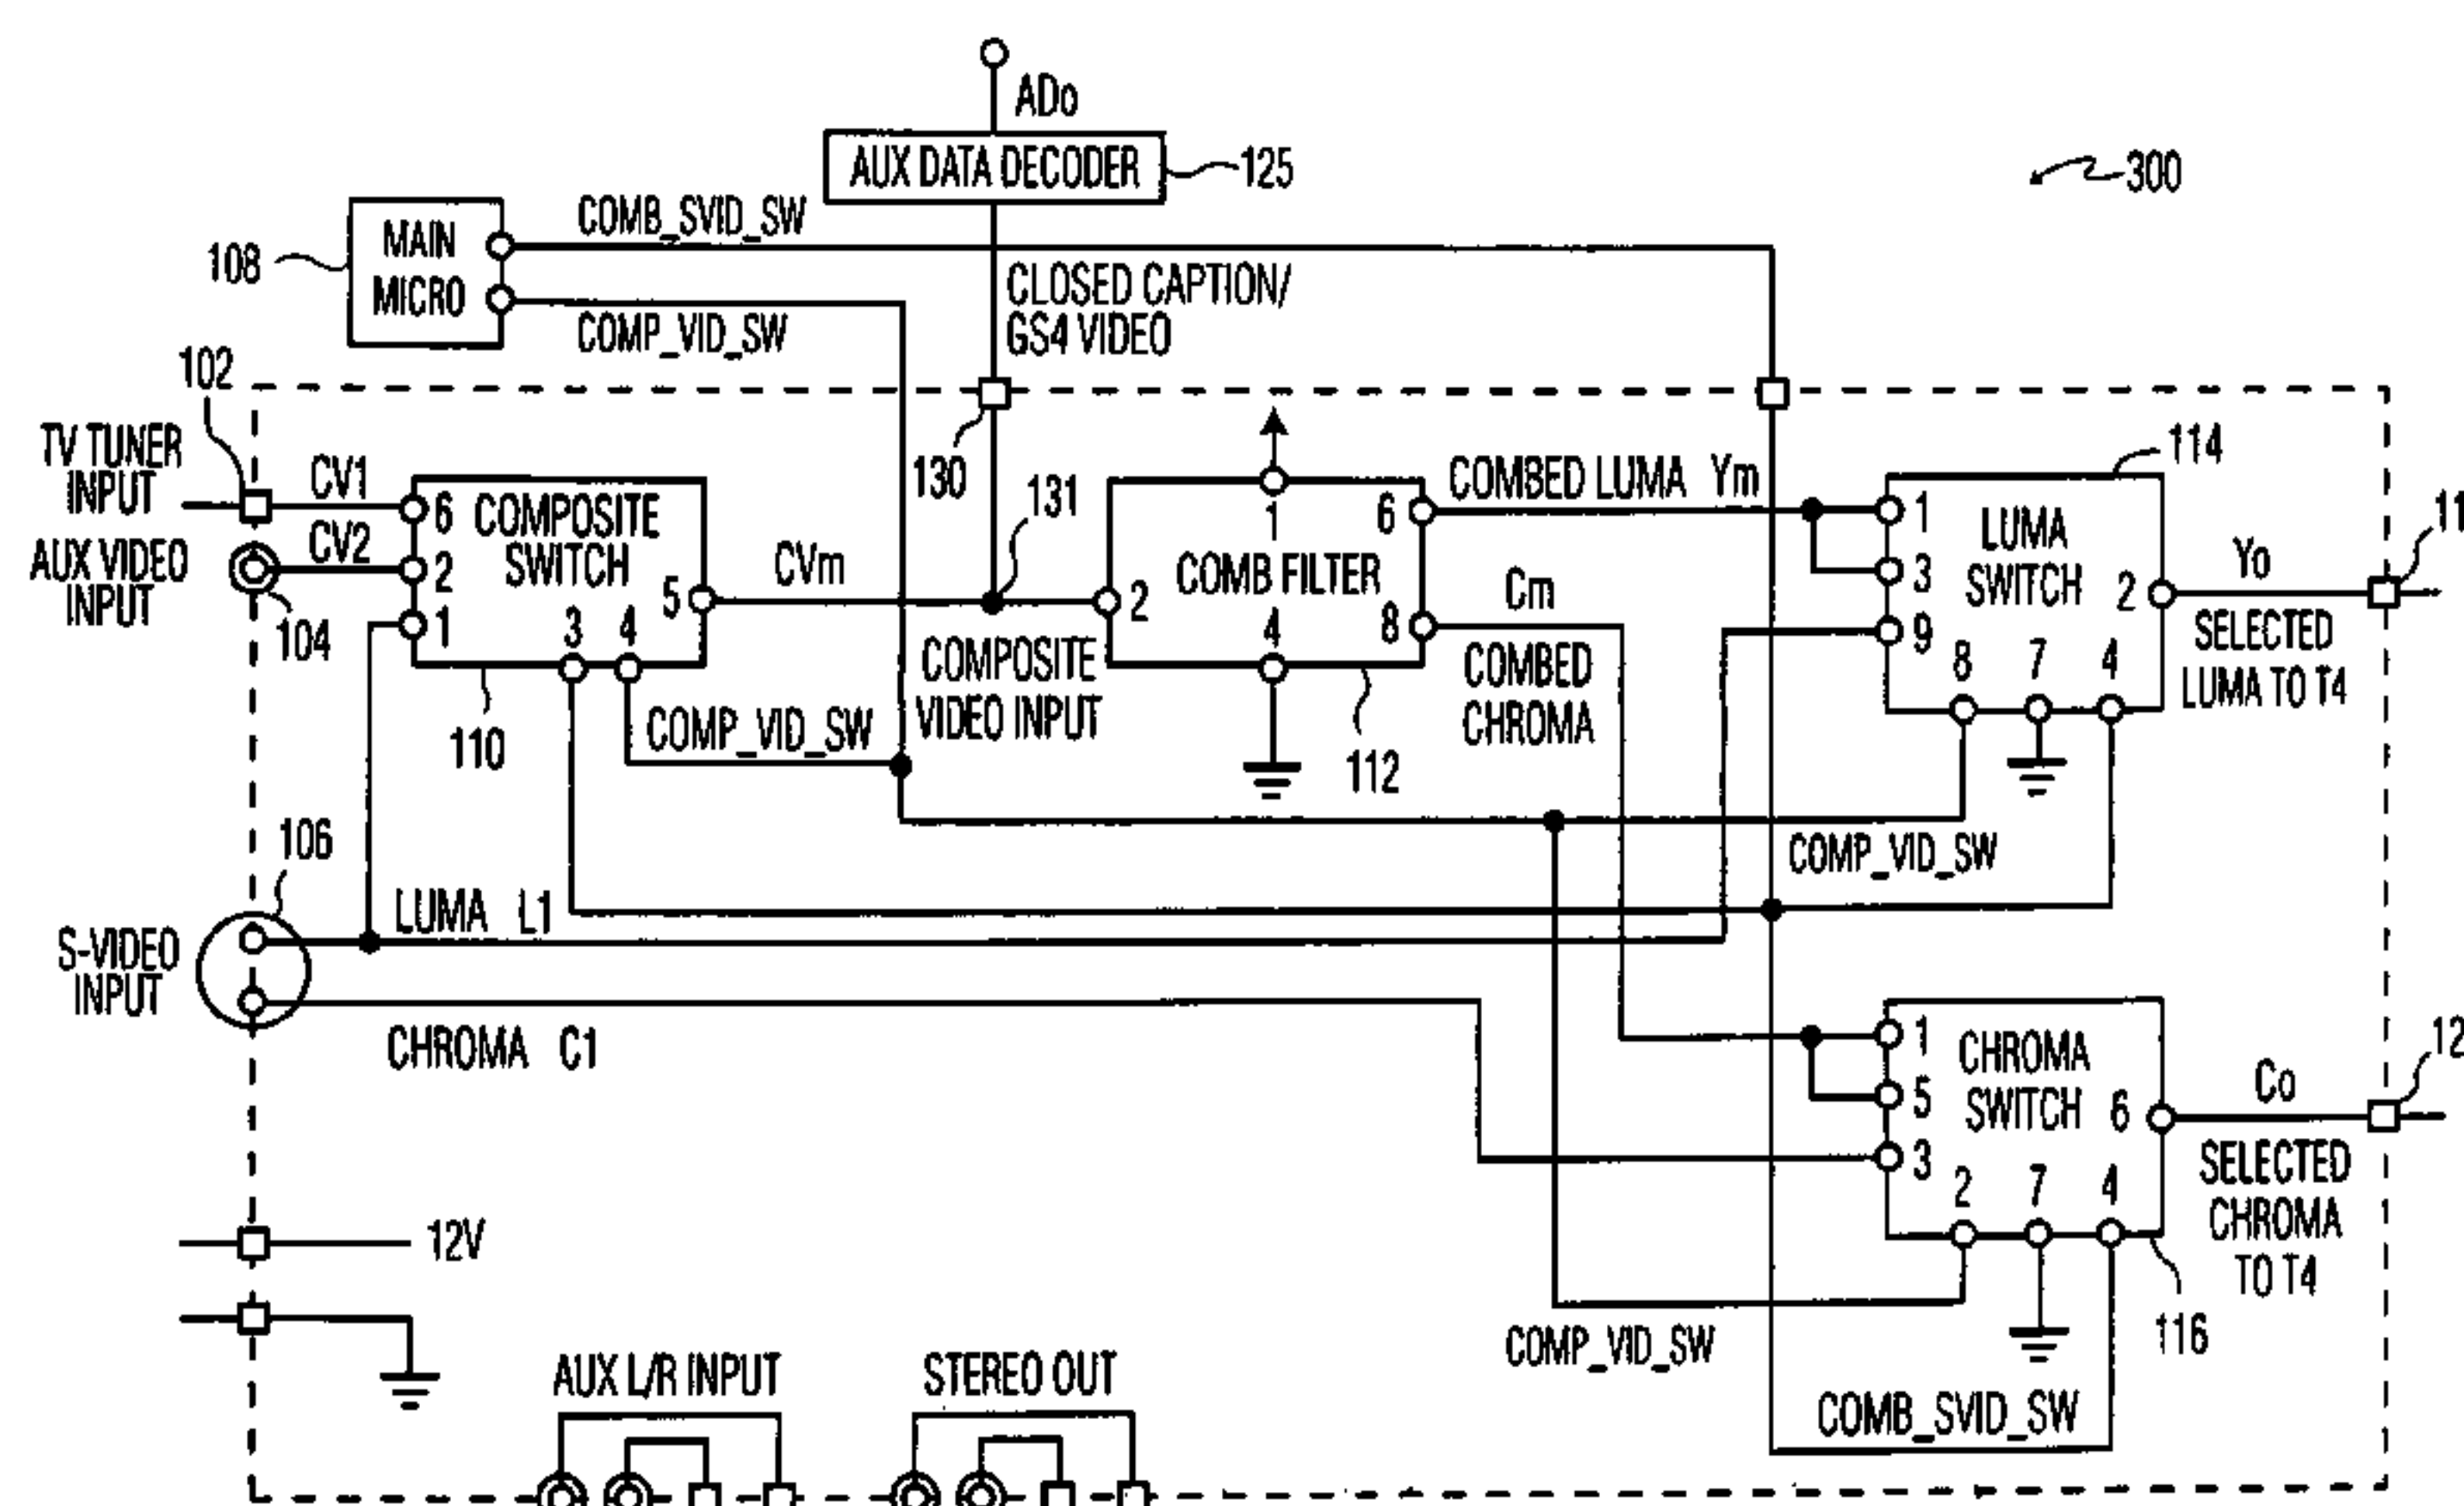 ADo
AUX DATA DECODER
125
300
COMB_SVID_SW
MAIN
MICRO
108
CLOSED CAPTION/
GS4 VIDEO
COMP_VID_SW
102
TV TUNER
INPUT
CV1
130
131
114
COMBED LUMA Ym
6
COMPOSITE
SWITCH
1
6
1
LUMA
SWITCH
11
AUX VIDEO
INPUT
CV2
2
CVm
5
COMB FILTER
2
Cm
3
2
Yo
104
1
3
4
4
8
9
8
7
4
SELECTED
LUMA TO T4
COMPOSITE
VIDEO INPUT
COMBED
CHROMA
110
COMP_VID_SW
112
COMP_VID_SW
106
LUMA L1
S-VIDEO
INPUT
CHROMA C1
1
CHROMA
SWITCH
12
5
6
Co
3
2
7
4
SELECTED
CHROMA
TO T4
12V
116
COMP_VID_SW
AUX L/R INPUT
STEREO OUT
COMB_SVID_SW